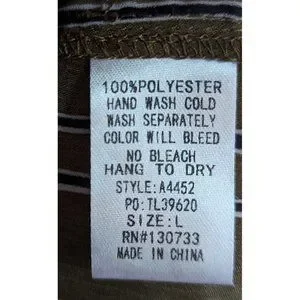 100%POLYESTER
HAND WASH COLD
WASH SEPARATELY
COLOR WILL BLEED
NO BLEACH
HANG TO DRY
STYLE:A4452
PO:TL39620
SIZE:L
RN#130733
MADE IN CHINA